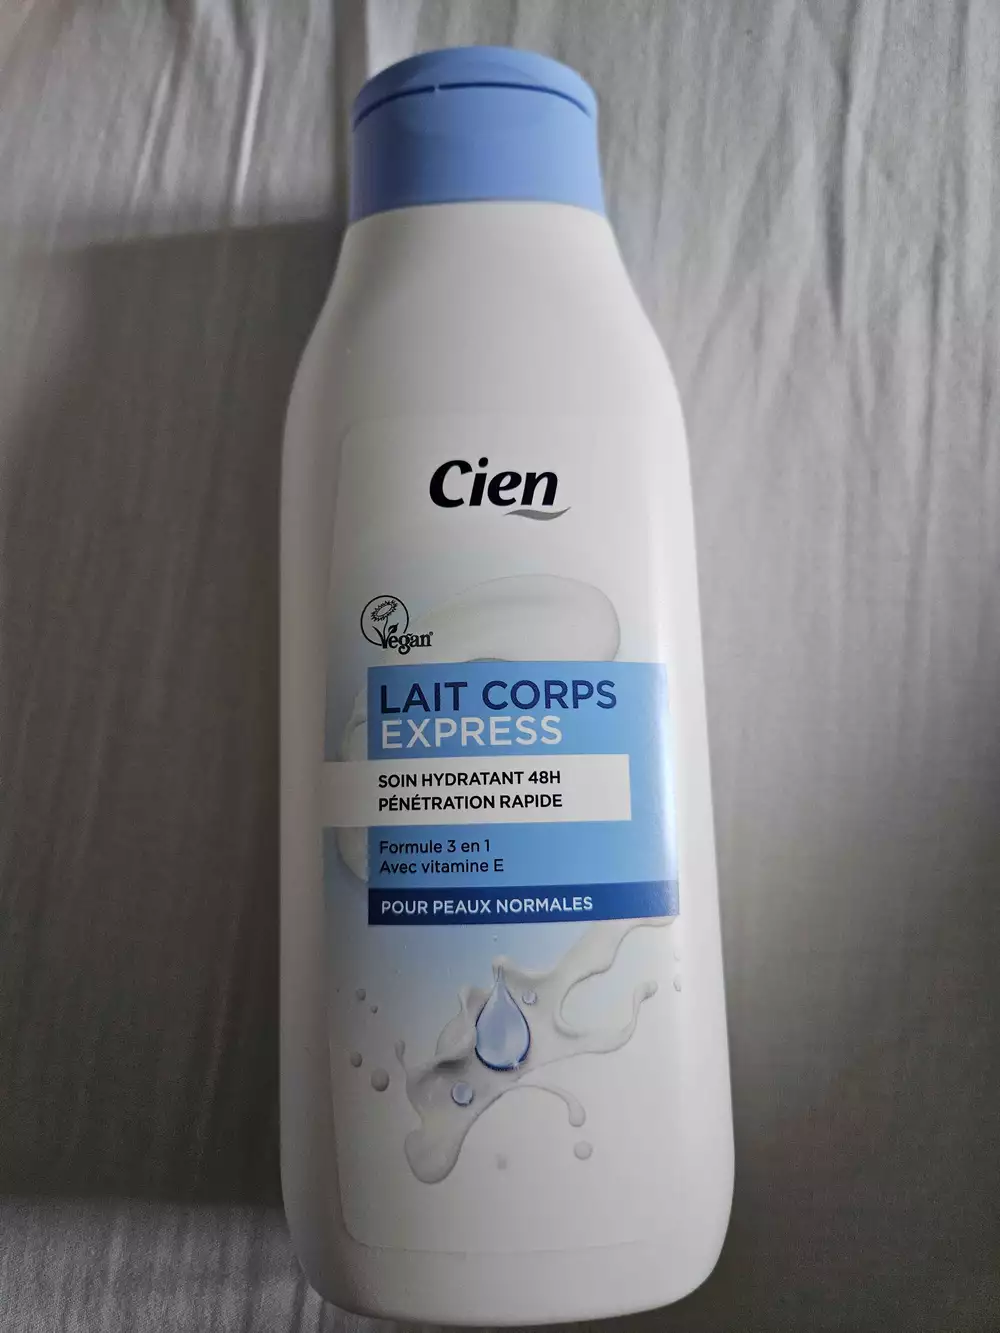 Cien
Vegan
LAIT CORPS
EXPRESS
SOIN HYDRATANT 48H
PÉNÉTRATION RAPIDE
Formule 3 en 1
Avec vitamine E
POUR PEAUX NORMALES